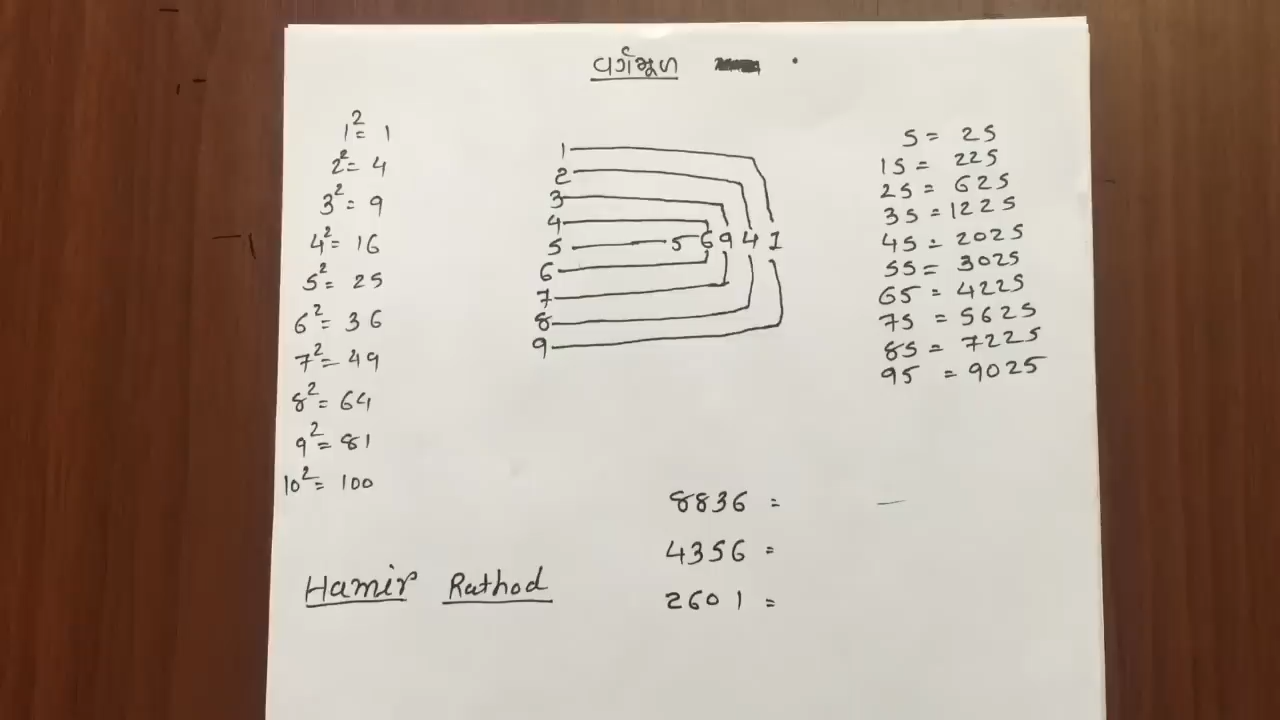 વર્ગમૂળ
1²= 1
2²= 4
3²= 9
4²= 16
5²= 25
6²= 36
7²= 49
8²= 64
9²= 81
10²= 100
1
2
3
4
5 5 6 9 4 1
6
7
8
9
5 = 25
15 = 225
25 = 625
35 = 1225
45 = 2025
55 = 3025
65 = 4225
75 = 5625
85 = 7225
95 = 9025
8836 =
4356 =
2601 =
Hamir Rathod